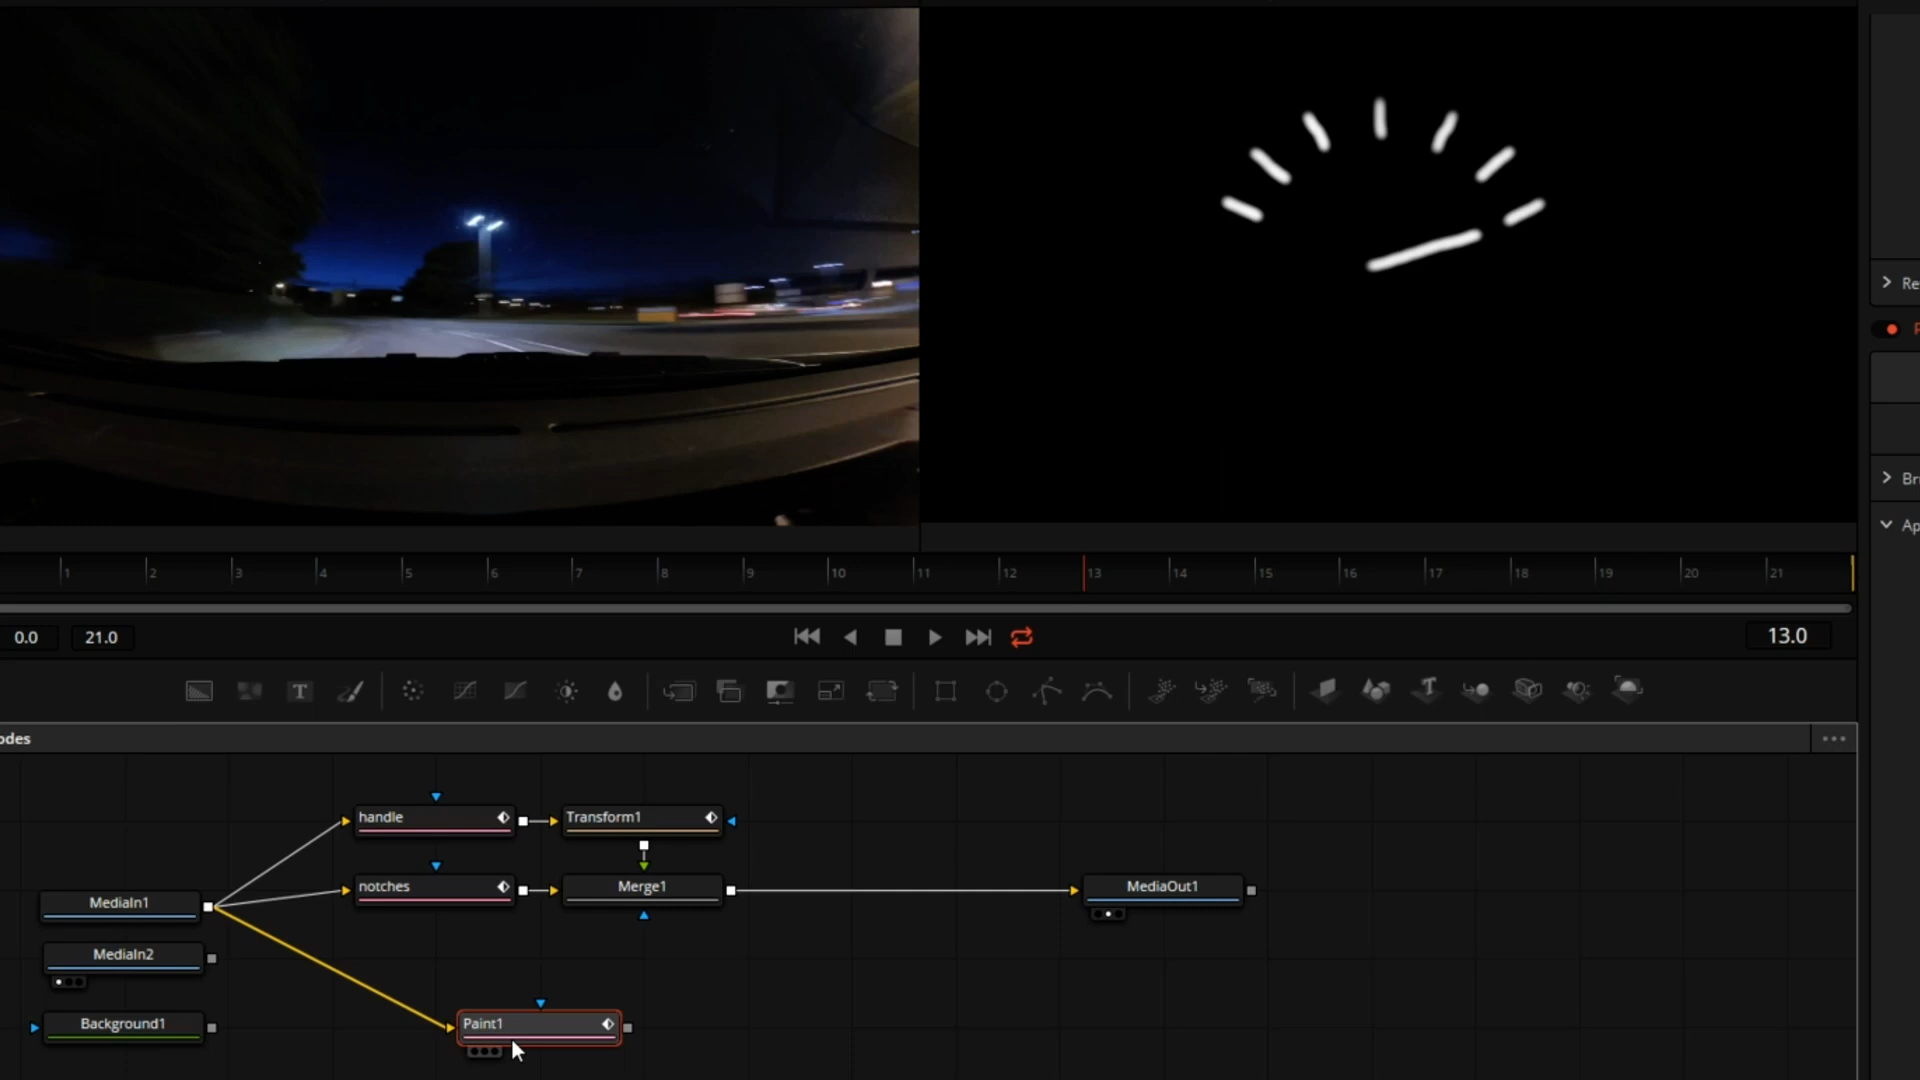 Re
Br
Ap
1 2 3 4 5 6 7 8 9 10 11 12 13 14 15 16 17 18 19 20 21
0.0 21.0 13.0
T
odes
handle Transform1
notches Merge1 MediaOut1
MediaIn1
MediaIn2
Background1 Paint1